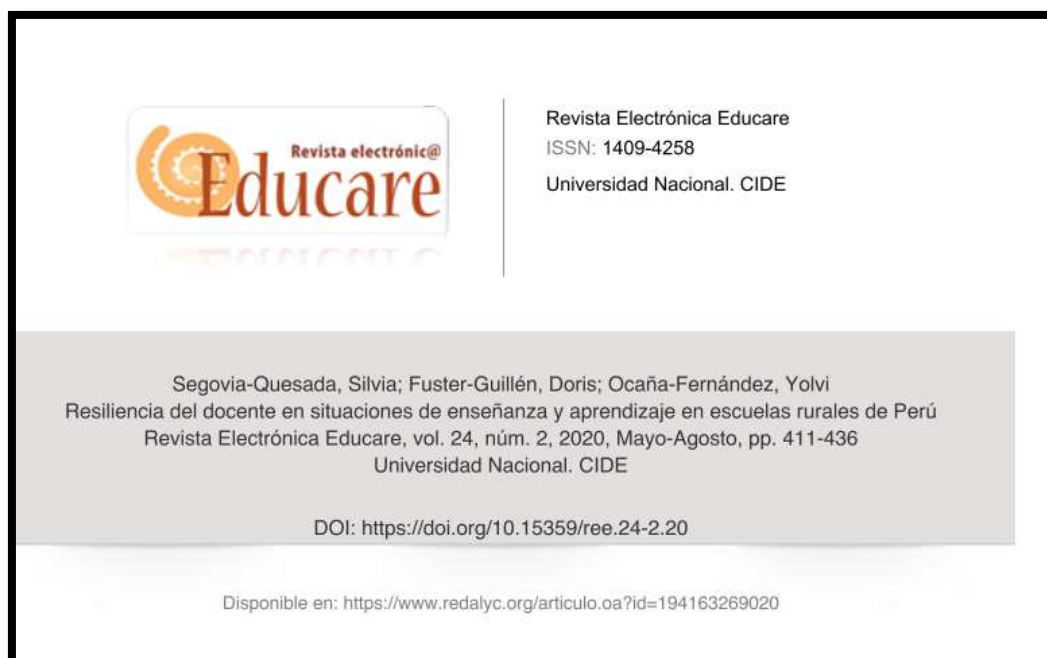 Revista electrónic@
Educare
Revista Electrónica Educare
ISSN: 1409-4258
Universidad Nacional. CIDE
Segovia-Quesada, Silvia; Fuster-Guillén, Doris; Ocaña-Fernández, Yolvi
Resiliencia del docente en situaciones de enseñanza y aprendizaje en escuelas rurales de Perú
Revista Electrónica Educare, vol. 24, núm. 2, 2020, Mayo-Agosto, pp. 411-436
Universidad Nacional. CIDE
DOI: https://doi.org/10.15359/ree.24-2.20
Disponible en: https://www.redalyc.org/articulo.oa?id=194163269020